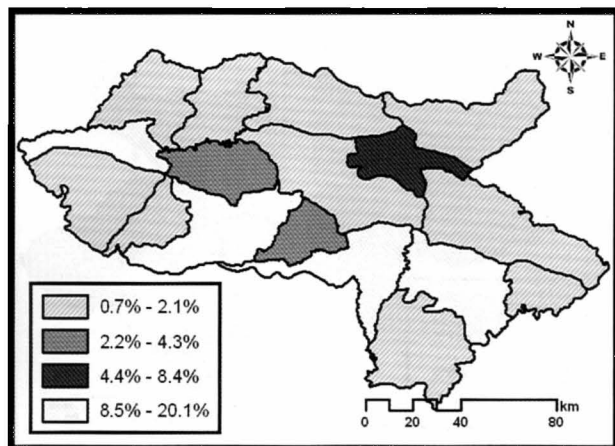 N
W E
S
0.7% - 2.1%
2.2% - 4.3%
4.4% - 8.4%
8.5% - 20.1%
km
0 20 40 80